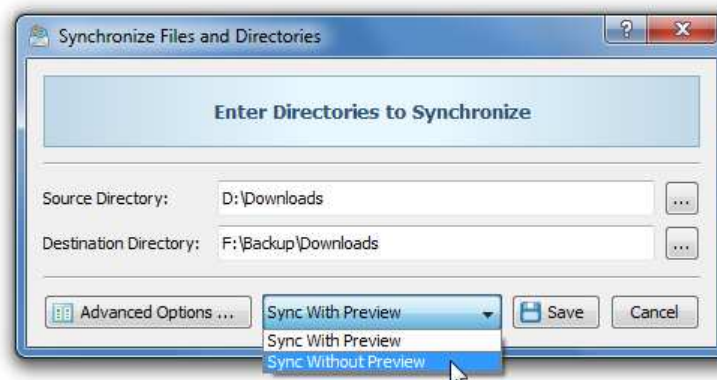 Synchronize Files and Directories
?
Enter Directories to Synchronize
Source Directory: D:\Downloads ...
Destination Directory: F:\Backup\Downloads ...
Advanced Options ... Sync With Preview Save Cancel
Sync With Preview
Sync Without Preview